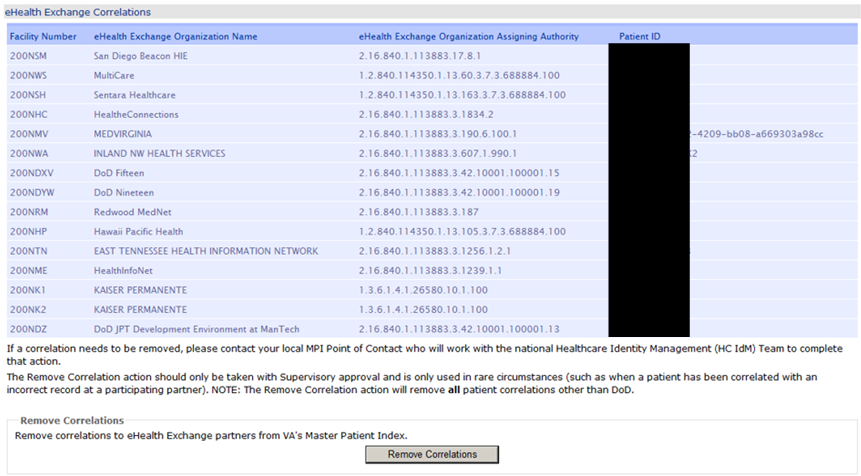 eHealth Exchange Correlations
Facility Number eHealth Exchange Organization Name eHealth Exchange Organization Assigning Authority Patient ID
200NSM San Diego Beacon HIE 2.16.840.1.113883.17.8.1
200NWS MultiCare 1.2.840.114350.1.13.60.3.7.3.688884.100
200NSH Sentara Healthcare 1.2.840.114350.1.13.163.3.7.3.688884.100
200NHC HealtheConnections 2.16.840.1.113883.3.1834.2
200NMV MEDVIRGINIA 2.16.840.1.113883.3.190.6.100.1 -4209-bb08-a669303a98cc
200NWA INLAND NW HEALTH SERVICES 2.16.840.1.113883.3.607.1.990.1 2
200NDXV DoD Fifteen 2.16.840.1.113883.3.42.10001.100001.15
200NDYW DoD Nineteen 2.16.840.1.113883.3.42.10001.100001.19
200NRM Redwood MedNet 2.16.840.1.113883.3.187
200NHP Hawaii Pacific Health 1.2.840.114350.1.13.105.3.7.3.688884.100
200NTN EAST TENNESSEE HEALTH INFORMATION NETWORK 2.16.840.1.113883.3.1256.1.2.1
200NME HealthInfoNet 2.16.840.1.113883.3.1239.1.1
200NK1 KAISER PERMANENTE 1.3.6.1.4.1.26580.10.1.100
200NK2 KAISER PERMANENTE 1.3.6.1.4.1.26580.10.1.100
200NDZ DoD JPT Development Environment at ManTech 2.16.840.1.113883.3.42.10001.100001.13
If a correlation needs to be removed, please contact your local MPI Point of Contact who will work with the national Healthcare Identity Management (HC IdM) Team to complete
that action.
The Remove Correlation action should only be taken with Supervisory approval and is only used in rare circumstances (such as when a patient has been correlated with an
incorrect record at a participating partner). NOTE: The Remove Correlation action will remove all patient correlations other than DoD.
Remove Correlations
Remove correlations to eHealth Exchange partners from VA's Master Patient Index.
Remove Correlations